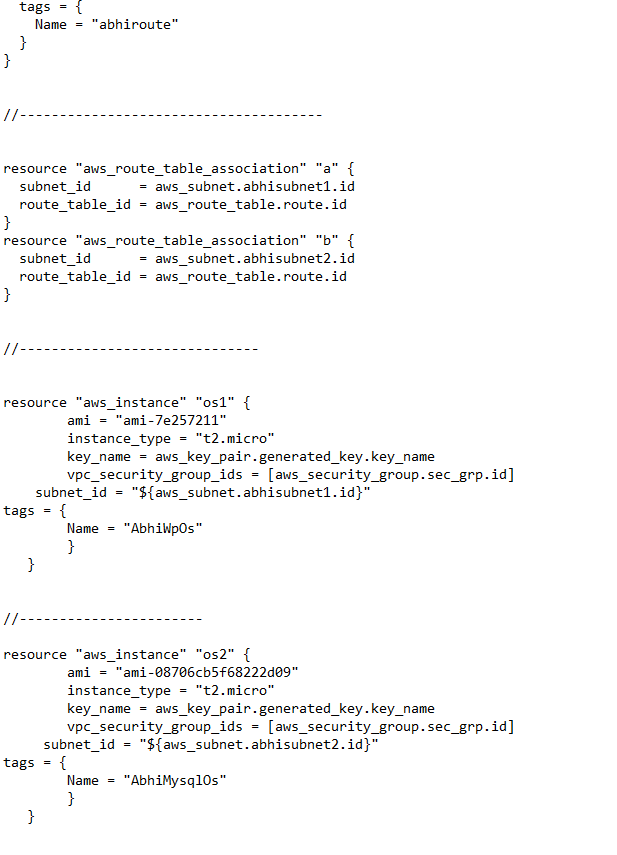 tags = {
    Name = "abhiroute"
  }
}
//--------------------------------------
resource "aws_route_table_association" "a" {
  subnet_id      = aws_subnet.abhisubnet1.id
  route_table_id = aws_route_table.route.id
}
resource "aws_route_table_association" "b" {
  subnet_id      = aws_subnet.abhisubnet2.id
  route_table_id = aws_route_table.route.id
}
//------------------------------
resource "aws_instance" "os1" {
        ami = "ami-7e257211"
        instance_type = "t2.micro"
        key_name = aws_key_pair.generated_key.key_name
        vpc_security_group_ids = [aws_security_group.sec_grp.id]
    subnet_id = "${aws_subnet.abhisubnet1.id}"
tags = {
        Name = "AbhiWpOs"
        }
   }
//-----------------------
resource "aws_instance" "os2" {
        ami = "ami-08706cb5f68222d09"
        instance_type = "t2.micro"
        key_name = aws_key_pair.generated_key.key_name
        vpc_security_group_ids = [aws_security_group.sec_grp.id]
     subnet_id = "${aws_subnet.abhisubnet2.id}"
tags = {
        Name = "AbhiMysqlOs"
        }
   }